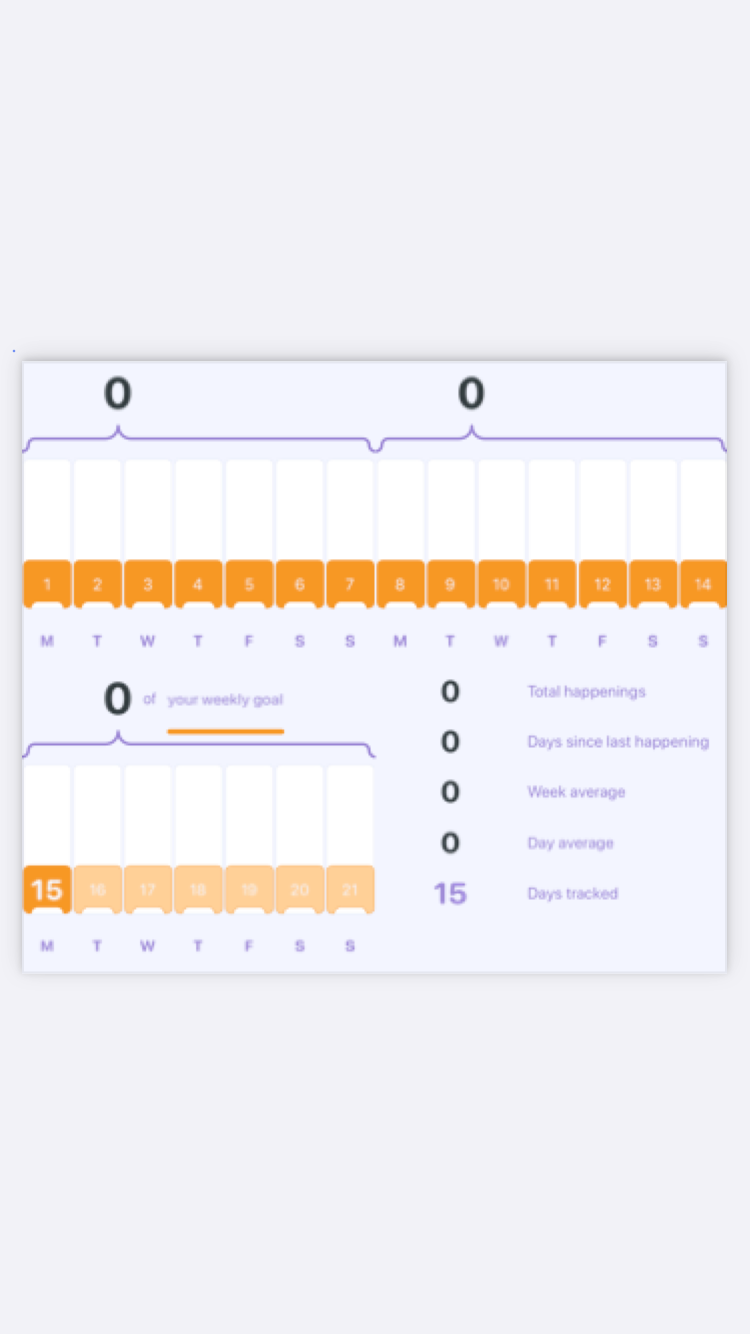 0 0
1 2 3 4 5 6 7 8 9 10 11 12 13 14
M T W T F S S M T W T F S S
0 of your weekly goal
15 16 17 18 19 20 21
M T W T F S S
0 Total happenings
0 Days since last happening
0 Week average
0 Day average
15 Days tracked